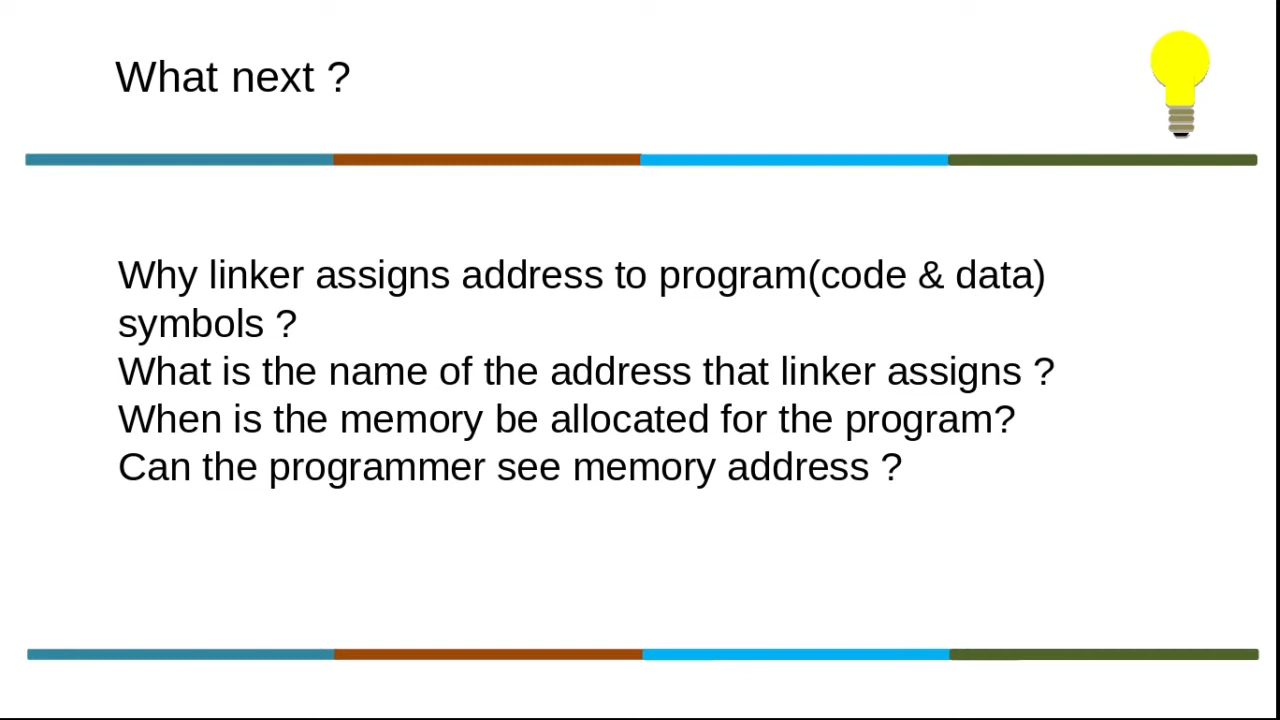 What next ?
Why linker assigns address to program(code & data)
symbols ?
What is the name of the address that linker assigns ?
When is the memory be allocated for the program?
Can the programmer see memory address ?